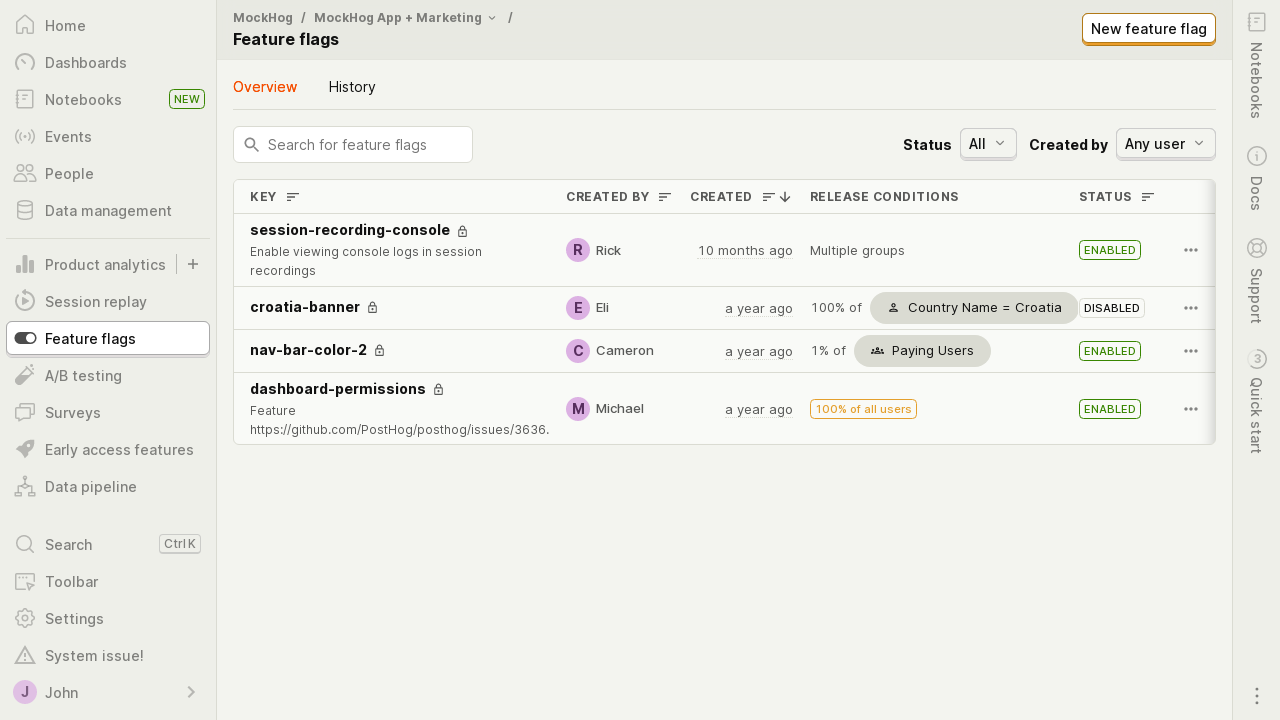 Home
Dashboards
Notebooks NEW
Events
People
Data management
Product analytics
Session replay
Feature flags
A/B testing
Surveys
Early access features
Data pipeline
Search Ctrl K
Toolbar
Settings
System issue!
J John
MockHog / MockHog App + Marketing /
Feature flags
New feature flag
Overview History
Search for feature flags
Status All Created by Any user
KEY CREATED BY CREATED RELEASE CONDITIONS STATUS
session-recording-console
Enable viewing console logs in session
recordings
R Rick 10 months ago Multiple groups ENABLED
croatia-banner E Eli a year ago 100% of Country Name = Croatia DISABLED
nav-bar-color-2 C Cameron a year ago 1% of Paying Users ENABLED
dashboard-permissions
Feature
https://github.com/PostHog/posthog/issues/3636.
M Michael a year ago 100% of all users ENABLED
Notebooks
Docs
Support
3 Quick start